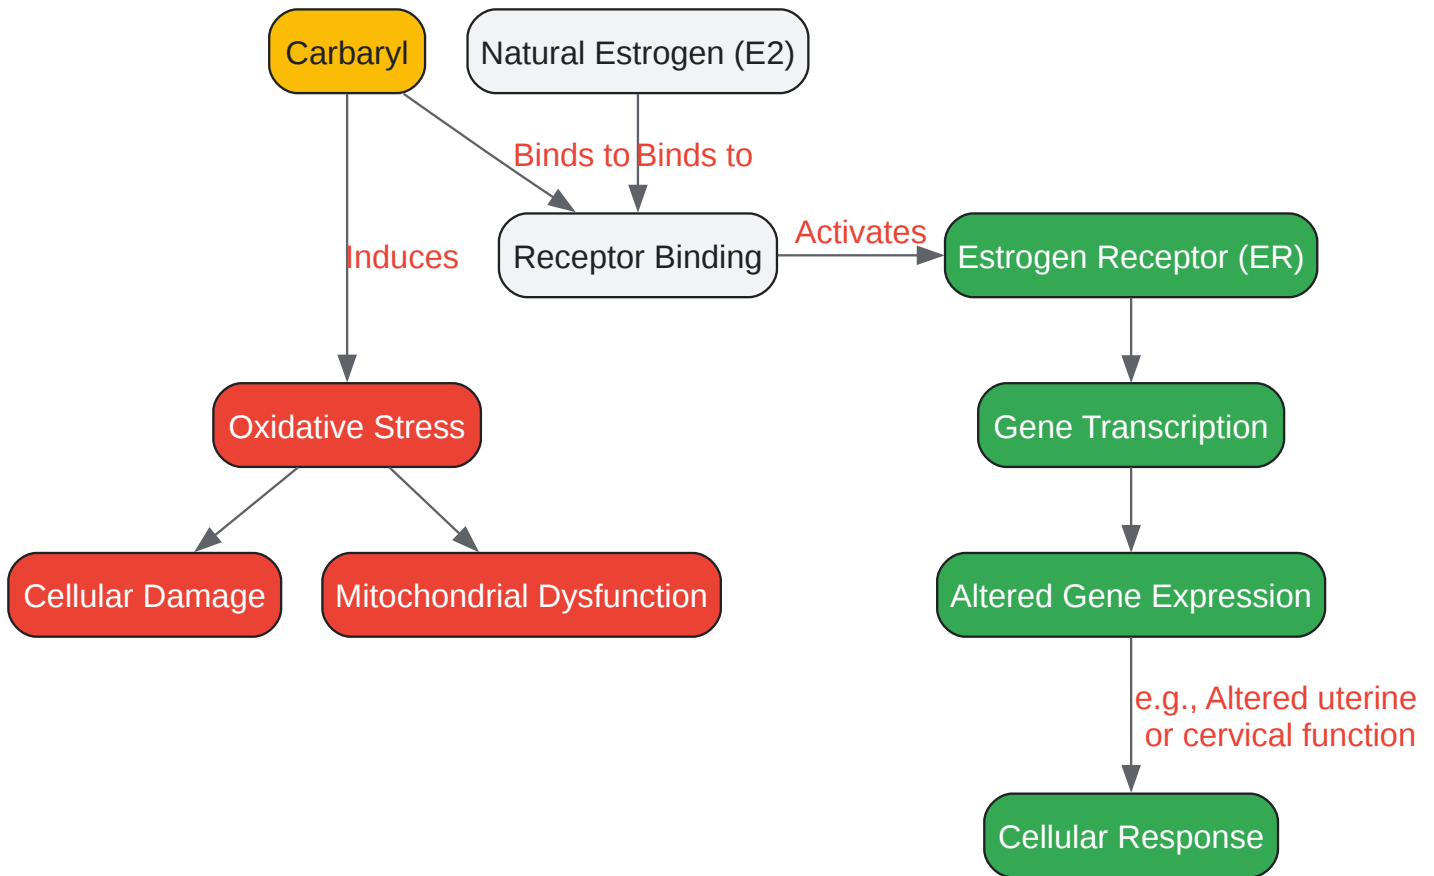 Carbaryl
Natural Estrogen (E2)
Binds to
Binds to
Receptor Binding
Activates
Estrogen Receptor (ER)
Induces
Oxidative Stress
Gene Transcription
Cellular Damage
Mitochondrial Dysfunction
Altered Gene Expression
e.g., Altered uterine
or cervical function
Cellular Response